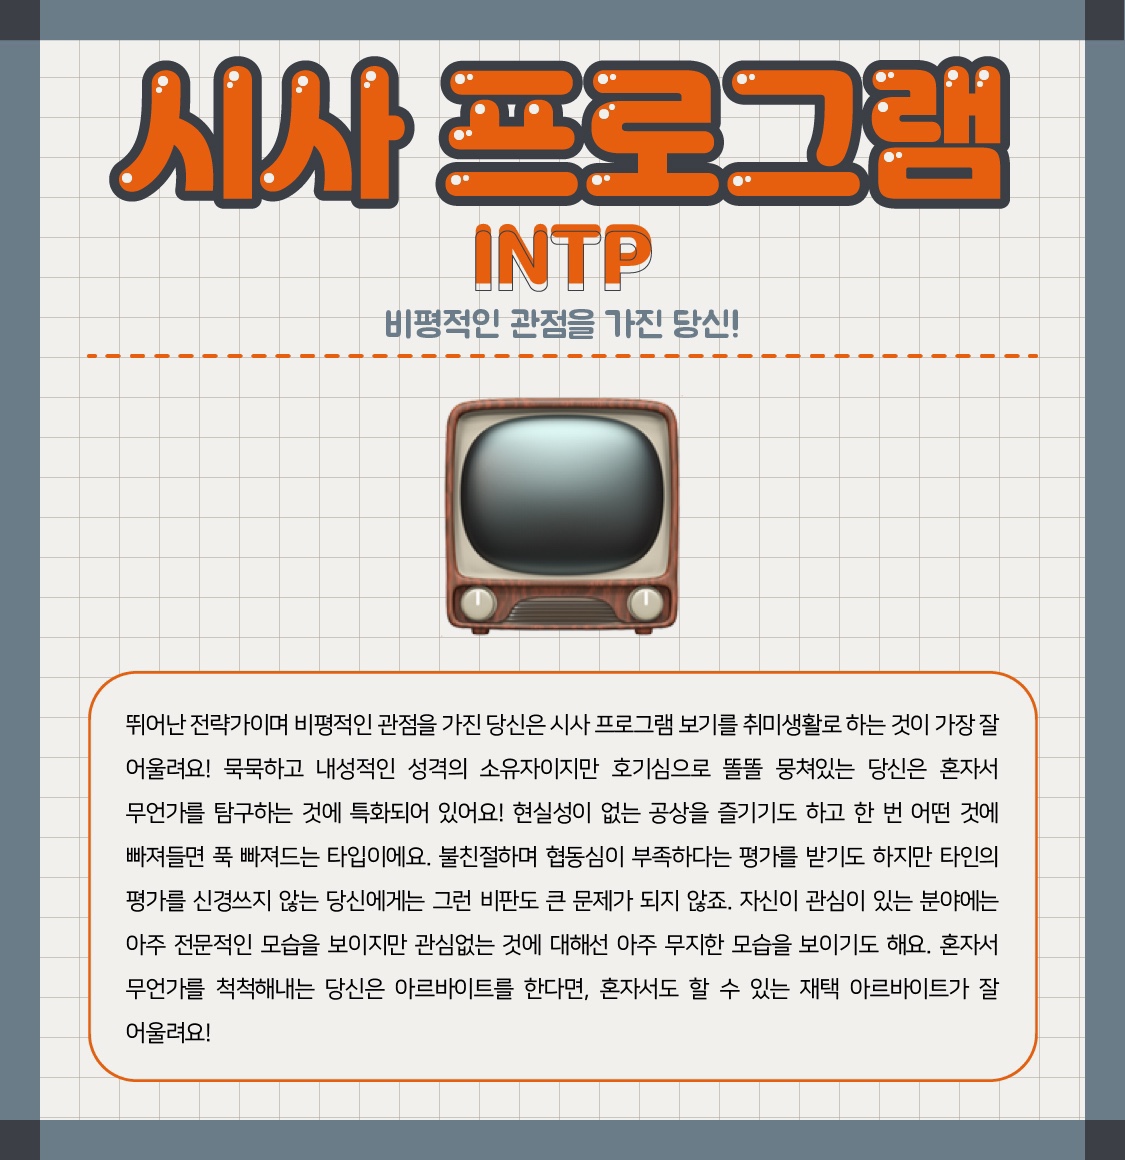 시사 프로그램
INTP
비평적인 관점을 가진 당신!
뛰어난 전략가이며 비평적인 관점을 가진 당신은 시사 프로그램 보기를 취미생활로 하는 것이 가장 잘
어울려요! 묵묵하고 내성적인 성격의 소유자이지만 호기심으로 똘똘 뭉쳐있는 당신은 혼자서
무언가를 탐구하는 것에 특화되어 있어요! 현실성이 없는 공상을 즐기기도 하고 한 번 어떤 것에
빠져들면 푹 빠져드는 타입이에요. 불친절하며 협동심이 부족하다는 평가를 받기도 하지만 타인의
평가를 신경쓰지 않는 당신에게는 그런 비판도 큰 문제가 되지 않죠. 자신이 관심이 있는 분야에는
아주 전문적인 모습을 보이지만 관심없는 것에 대해선 아주 무지한 모습을 보이기도 해요. 혼자서
무언가를 척척해내는 당신은 아르바이트를 한다면, 혼자서도 할 수 있는 재택 아르바이트가 잘
어울려요!